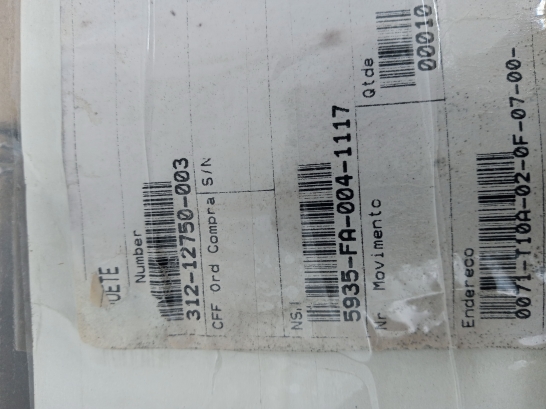 UETE
Number
312-12750-003
CFF Ord Compra S/N
NS.I
5935-FA-004-1117
Nr Movimento
Qtde
00010
Endereco
0071-T10A-02-0F-07-00-